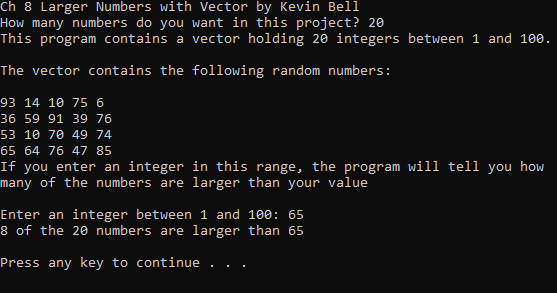 Ch 8 Larger Numbers with Vector by Kevin Bell
How many numbers do you want in this project? 20
This program contains a vector holding 20 integers between 1 and 100.
The vector contains the following random numbers:
93 14 10 75 6
36 59 91 39 76
53 10 70 49 74
65 64 76 47 85
If you enter an integer in this range, the program will tell you how
many of the numbers are larger than your value
Enter an integer between 1 and 100: 65
8 of the 20 numbers are larger than 65
Press any key to continue . . .